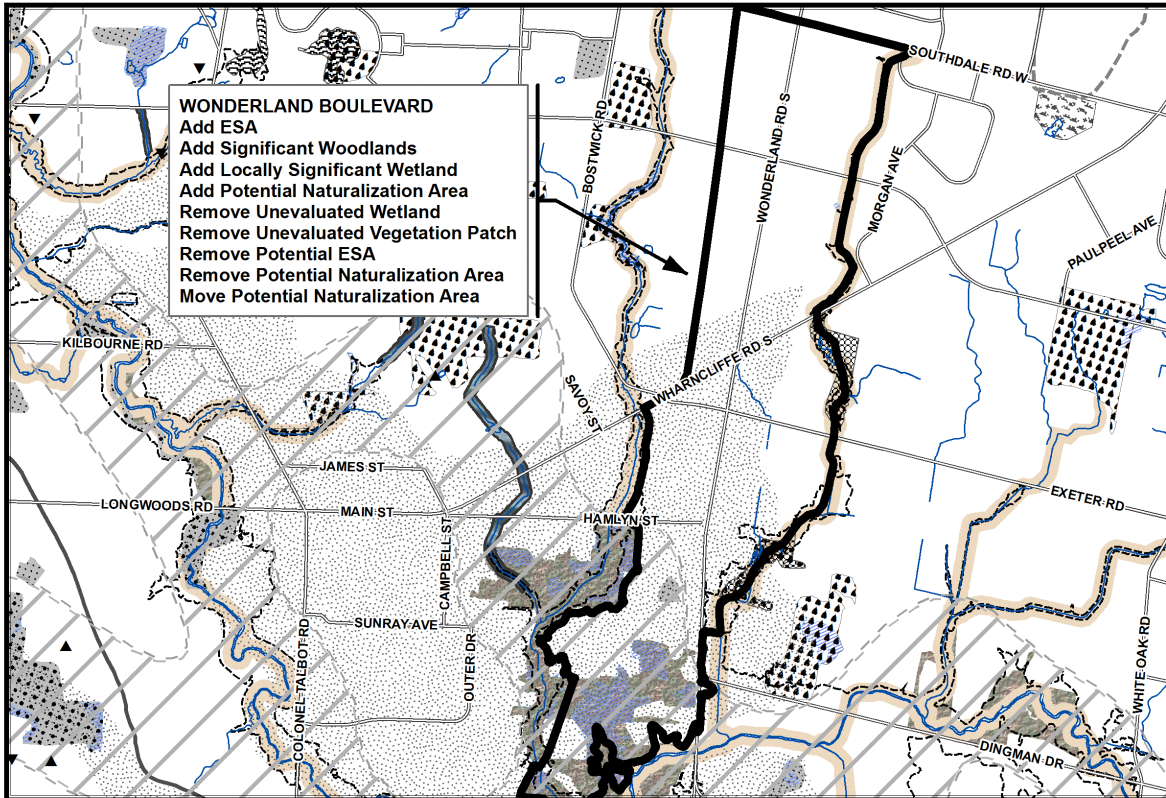 WONDERLAND BOULEVARD
Add ESA
Add Significant Woodlands
Add Locally Significant Wetland
Add Potential Naturalization Area
Remove Unevaluated Wetland
Remove Unevaluated Vegetation Patch
Remove Potential ESA
Remove Potential Naturalization Area
Move Potential Naturalization Area
SOUTHDALE RD W
BOSTWICK RD
WONDERLAND RD S
MORGAN AVE
PAULPEEL AVE
KILBOURNE RD
WHARNCLIFFE RD S
SAVOY ST
JAMES ST
LONGWOODS RD
MAIN ST
HAMLYN ST
EXETER RD
CAMPBELL ST
SUNRAY AVE
OUTER DR
COLONEL TALBOT RD
WHITE OAK RD
DINGMAN DR